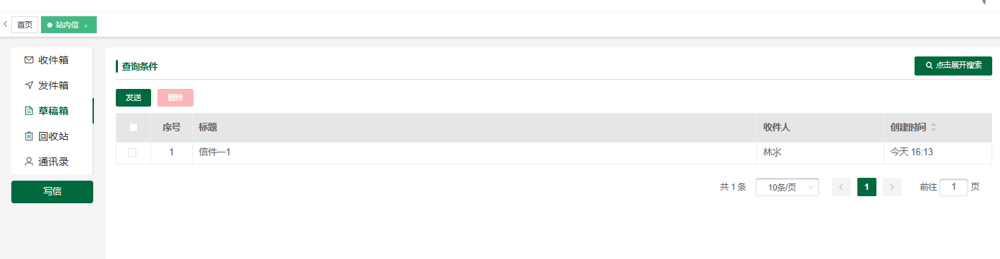 首页
站内信 ×
收件箱
发件箱
草稿箱
回收站
通讯录
写信
查询条件
点击展开搜索
发送 删除
序号 标题 收件人 创建时间
1 信件一1 林氺 今天 16:13
共 1 条 10条/页 1 前往 1 页